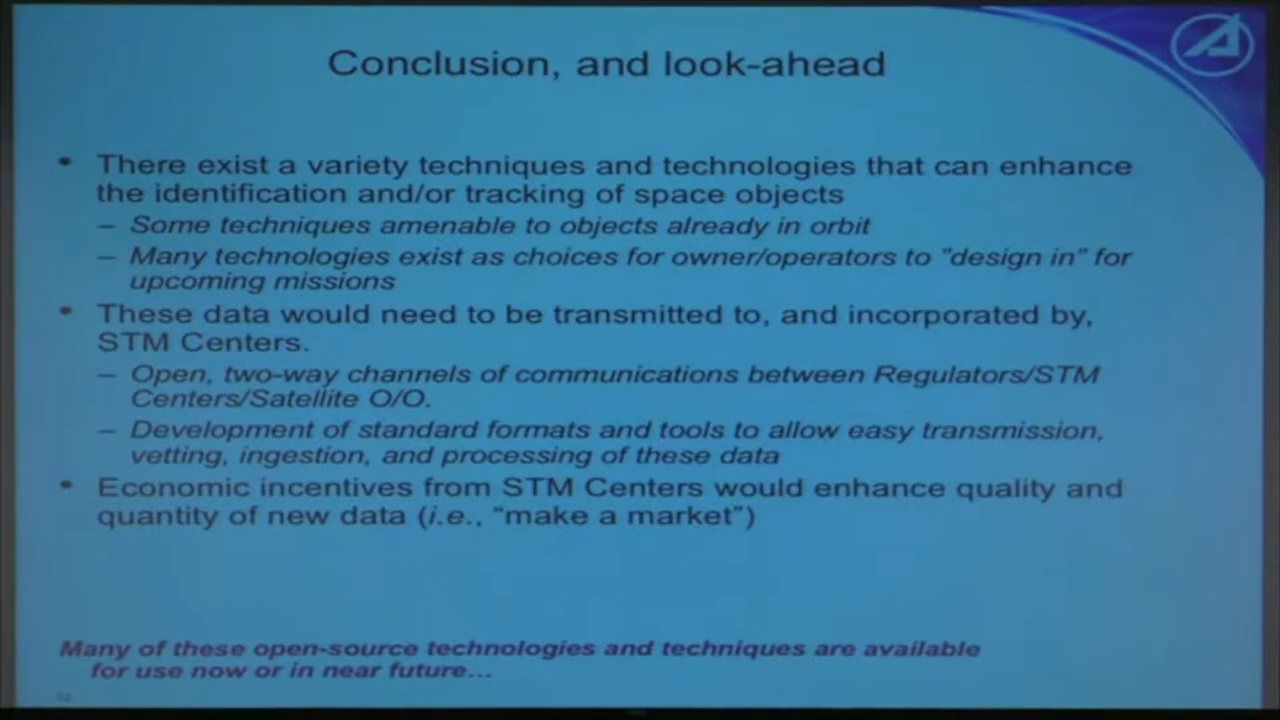 Conclusion, and look-ahead
• There exist a variety techniques and technologies that can enhance
the identification and/or tracking of space objects
– Some techniques amenable to objects already in orbit
– Many technologies exist as choices for owner/operators to "design in" for
upcoming missions
• These data would need to be transmitted to, and incorporated by,
STM Centers.
– Open, two-way channels of communications between Regulators/STM
Centers/Satellite O/O.
– Development of standard formats and tools to allow easy transmission,
vetting, ingestion, and processing of these data
• Economic incentives from STM Centers would enhance quality and
quantity of new data (i.e., “make a market”)
Many of these open-source technologies and techniques are available
for use now or in near future...